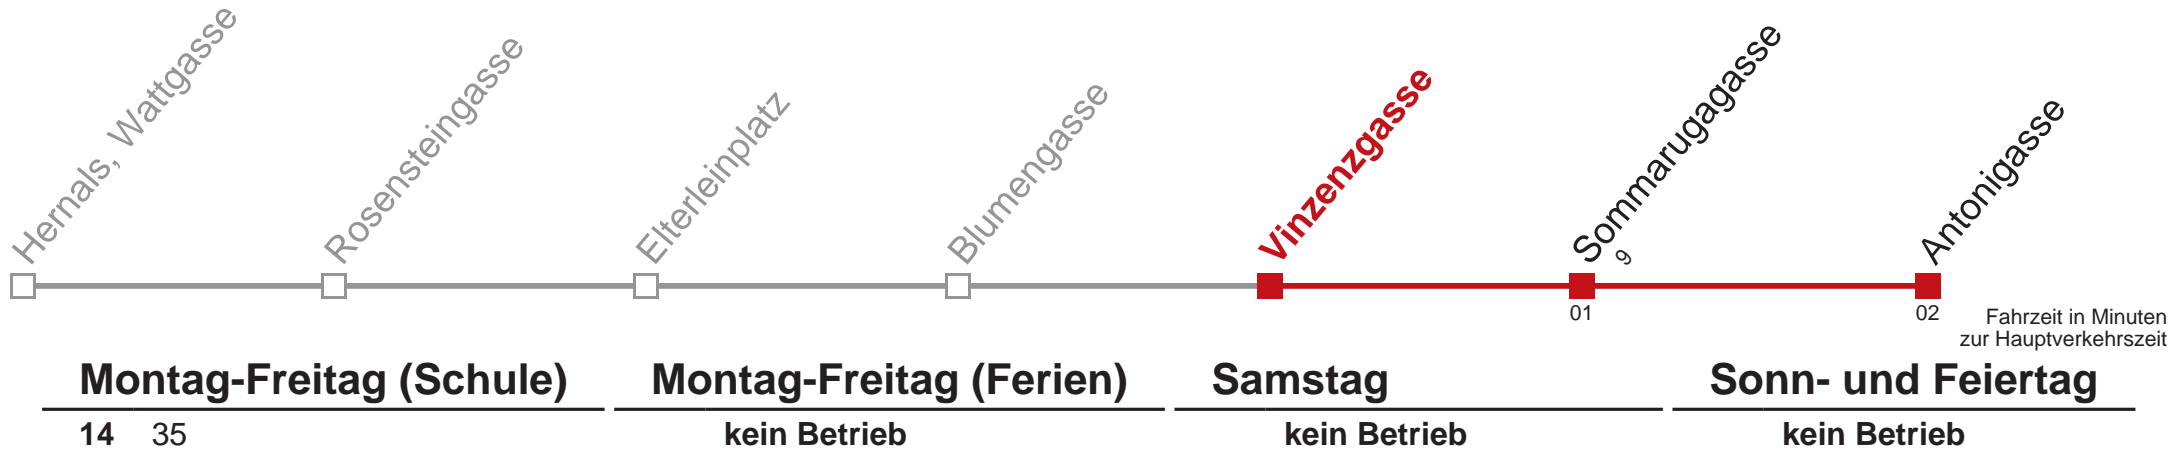 Hernals, Wattgasse
Rosensteingasse
Elterleinplatz
Blumengasse
Vinzenzgasse
Sommarugagasse
9
Antonigasse
01
02
Fahrzeit in Minuten
zur Hauptverkehrszeit
Montag-Freitag (Schule)
Montag-Freitag (Ferien)
Samstag
Sonn- und Feiertag
14 35
kein Betrieb
kein Betrieb
kein Betrieb